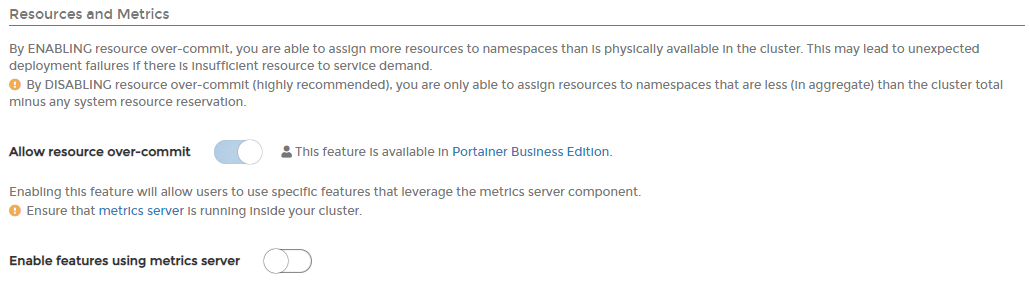 Resources and Metrics
By ENABLING resource over-commit, you are able to assign more resources to namespaces than is physically available in the cluster. This may lead to unexpected
deployment failures if there is insufficient resource to service demand.
By DISABLING resource over-commit (highly recommended), you are only able to assign resources to namespaces that are less (in aggregate) than the cluster total
minus any system resource reservation.
Allow resource over-commit This feature is available in Portainer Business Edition.
Enabling this feature will allow users to use specific features that leverage the metrics server component.
Ensure that metrics server is running inside your cluster.
Enable features using metrics server